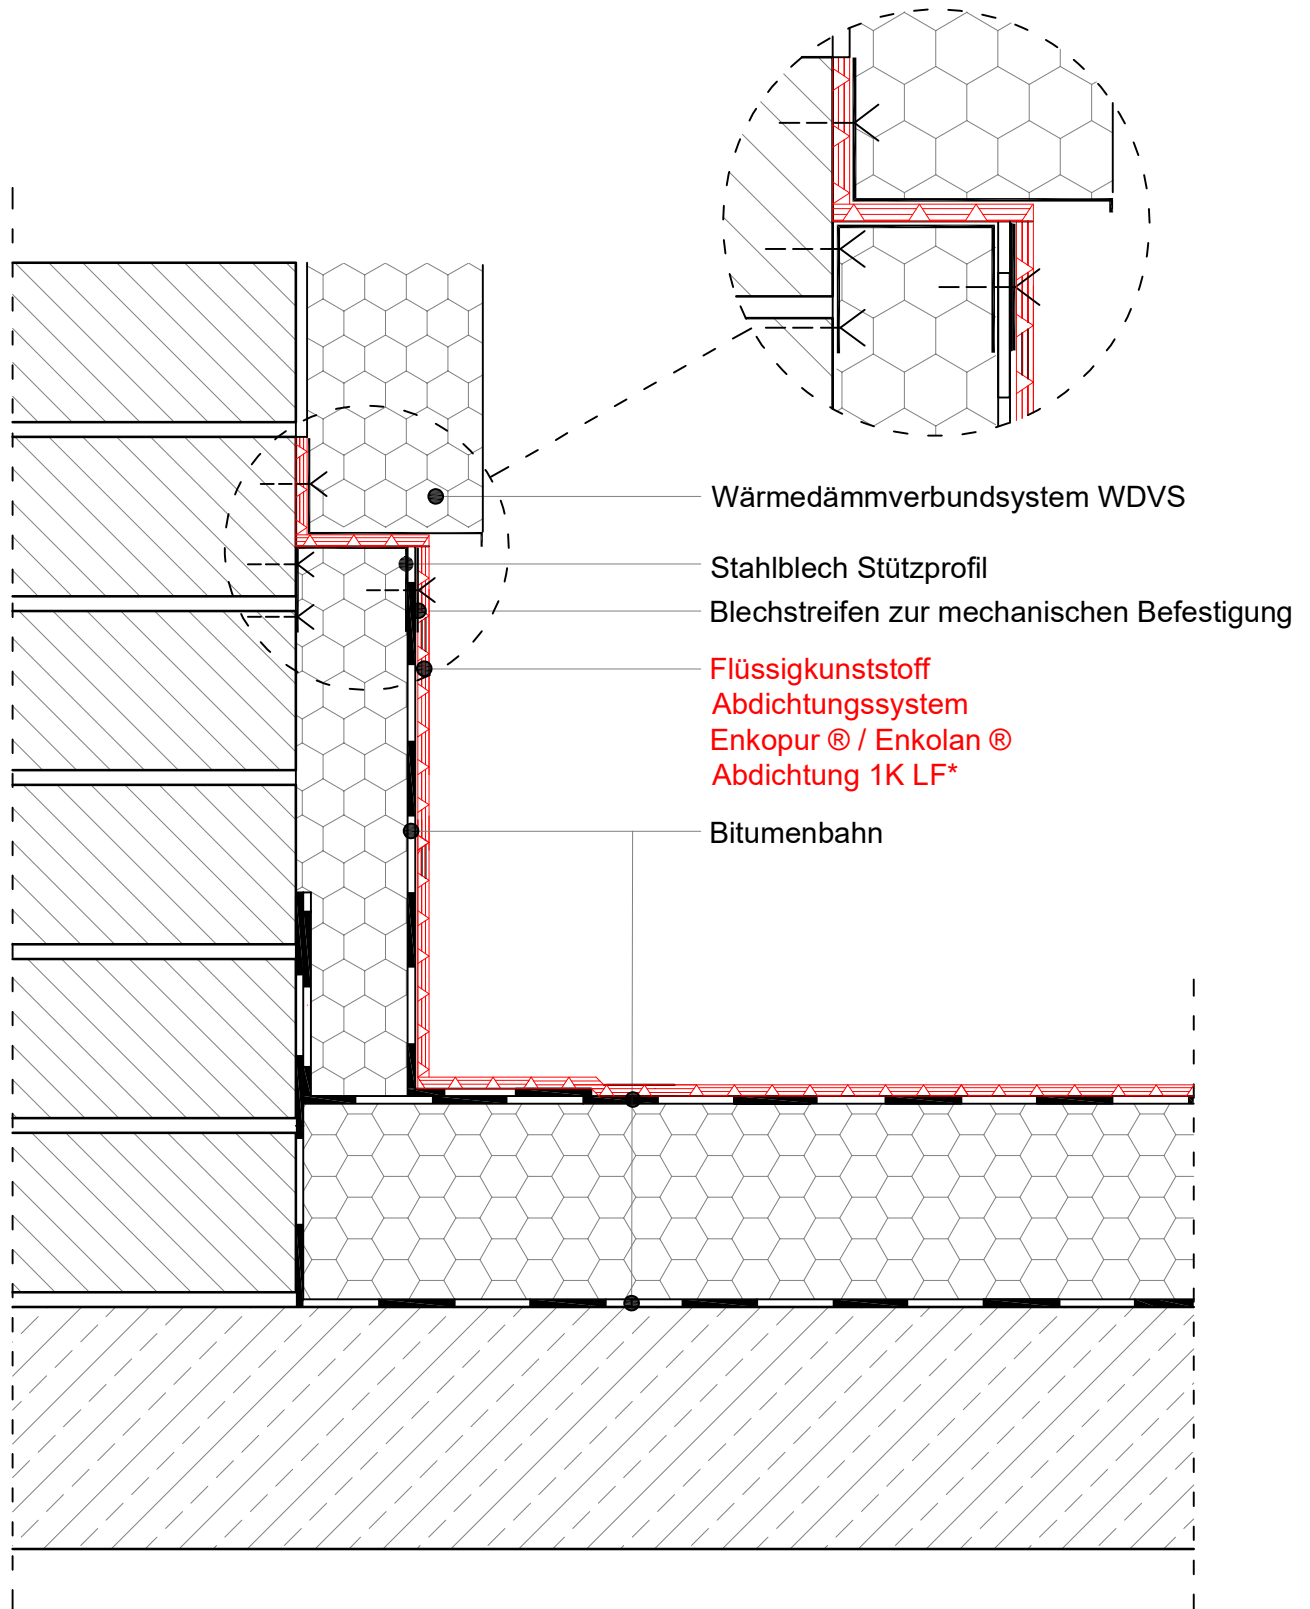 Wärmedämmverbundsystem WDVS
Stahlblech Stützprofil
Blechstreifen zur mechanischen Befestigung
Flüssigkunststoff
Abdichtungssystem
Enkopur ® / Enkolan ®
Abdichtung 1K LF*
Bitumenbahn